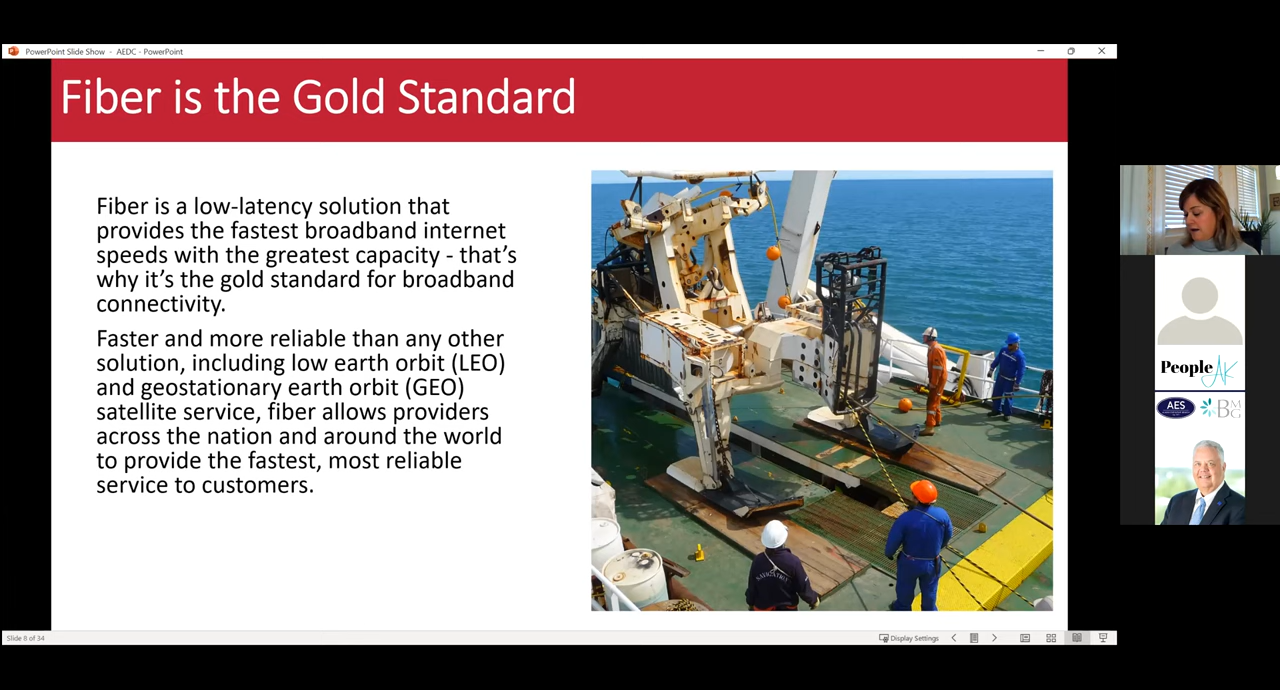 PowerPoint Slide Show - AEDC - PowerPoint
Fiber is the Gold Standard
Fiber is a low-latency solution that
provides the fastest broadband internet
speeds with the greatest capacity - that’s
why it’s the gold standard for broadband
connectivity.
Faster and more reliable than any other
solution, including low earth orbit (LEO)
and geostationary earth orbit (GEO)
satellite service, fiber allows providers
across the nation and around the world
to provide the fastest, most reliable
service to customers.
People AK
AES
BMG
Slide 8 of 34
Display Settings